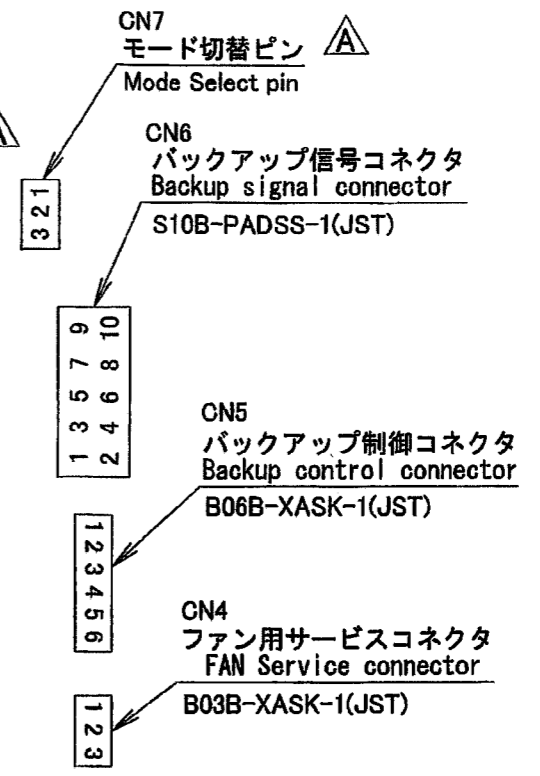 CN7
モード切替ピン A
Mode Select pin
A
CN6
バックアップ信号コネクタ
Backup signal connector
S10B-PADSS-1(JST)
3 2 1
1 3 5 7 9
2 4 6 8 10
CN5
バックアップ制御コネクタ
Backup control connector
B06B-XASK-1(JST)
1 2 3 4 5 6
CN4
ファン用サービスコネクタ
FAN Service connector
B03B-XASK-1(JST)
1 2 3